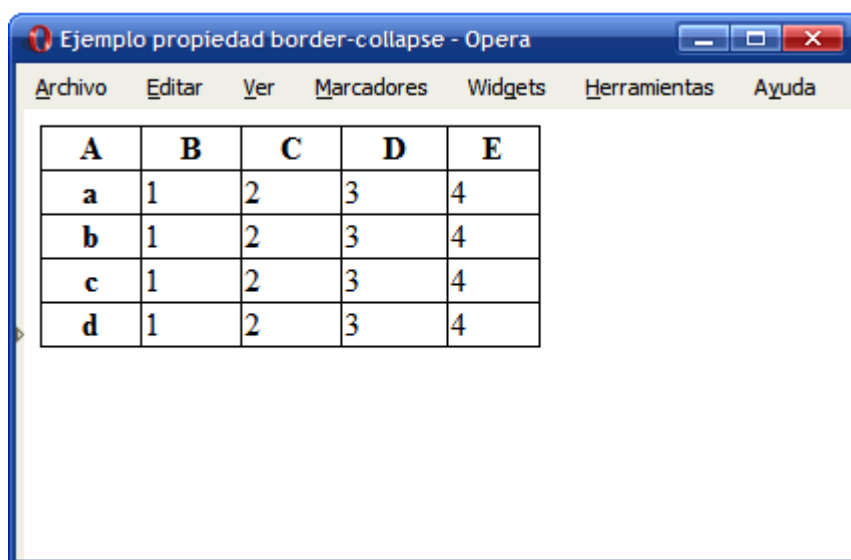 Ejemplo propiedad border-collapse - Opera
Archivo Editar Ver Marcadores Widgets Herramientas Ayuda
A B C D E
a 1 2 3 4
b 1 2 3 4
c 1 2 3 4
d 1 2 3 4